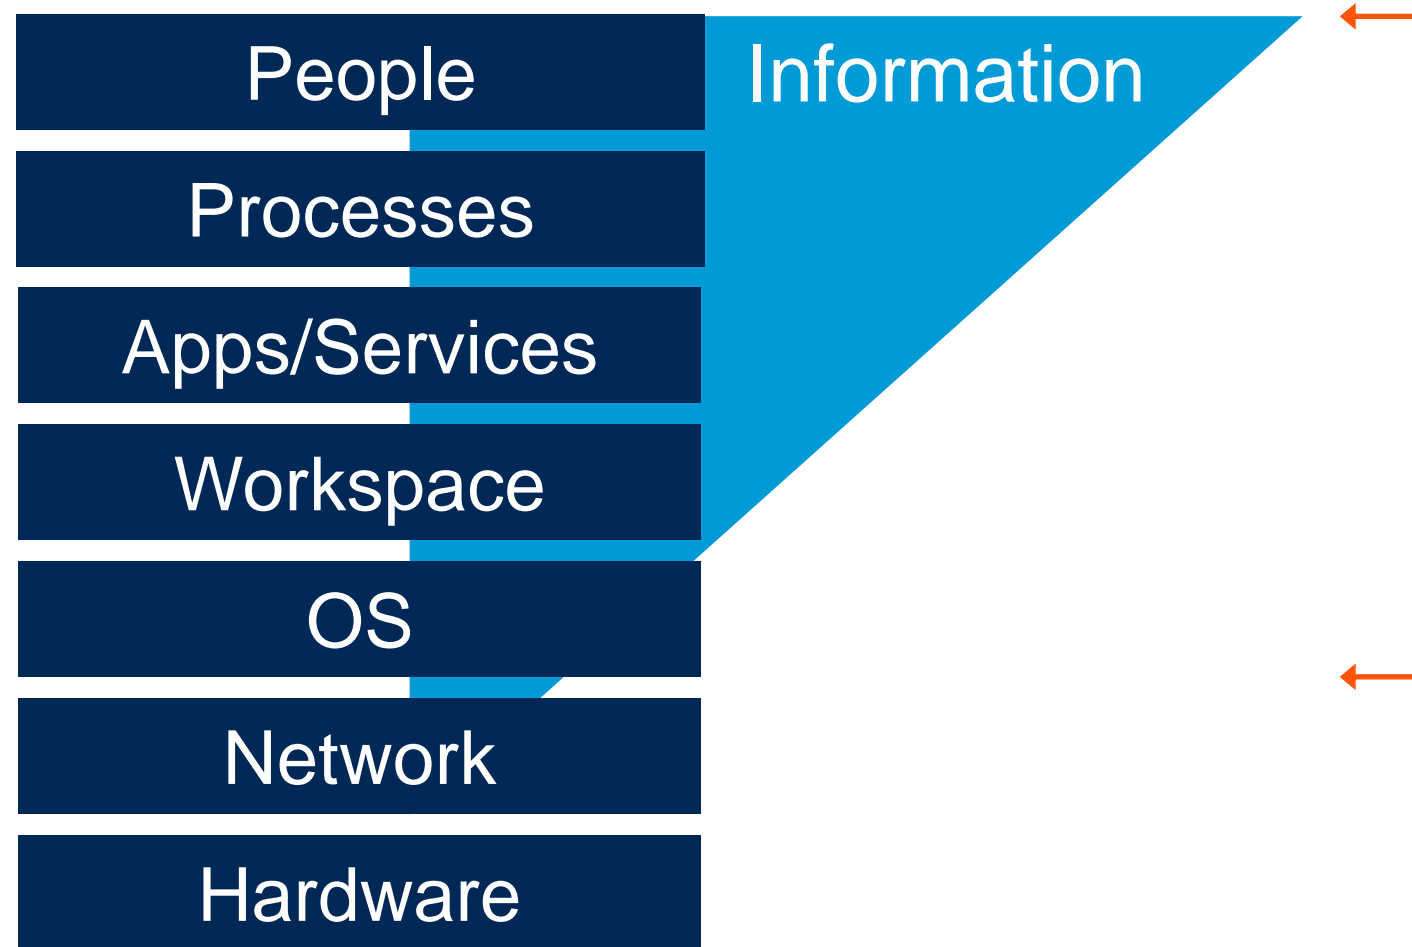 People
Information
Processes
Apps/Services
Workspace
OS
Network
Hardware